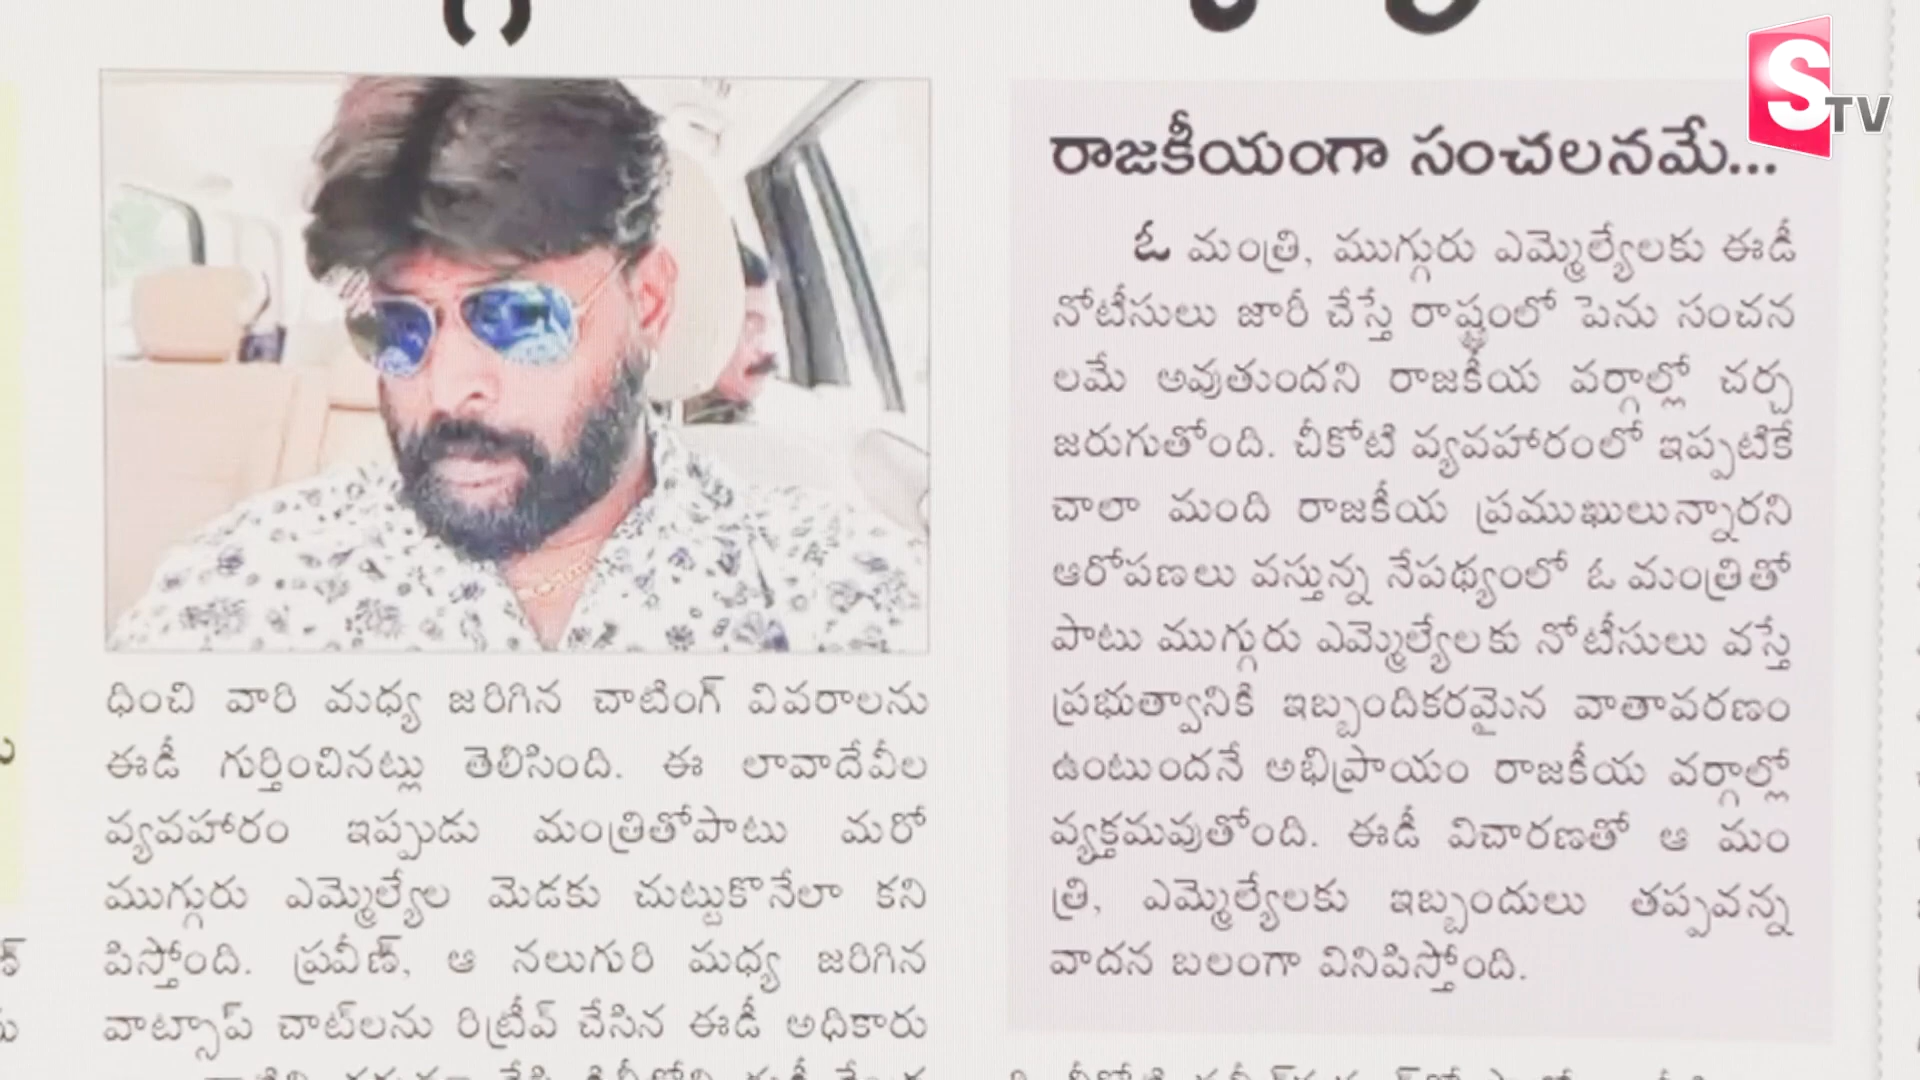 STV
ధించి వారి మధ్య జరిగిన చాటింగ్ వివరాలను
ఈడీ గుర్తించినట్లు తెలిసింది. ఈ లావాదేవీల
వ్యవహారం ఇప్పుడు మంత్రితోపాటు మరో
ముగ్గురు ఎమ్మెల్యేల మెడకు చుట్టుకొనేలా కని
పిస్తోంది. ప్రవీణ్, ఆ నలుగురి మధ్య జరిగిన
వాట్సాప్ చాట్‌లను రిట్రీవ్ చేసిన ఈడీ అధికారు
రాజకీయంగా సంచలనమే...
ఓ మంత్రి, ముగ్గురు ఎమ్మెల్యేలకు ఈడీ
నోటీసులు జారీ చేస్తే రాష్ట్రంలో పెను సంచన
లమే అవుతుందని రాజకీయ వర్గాల్లో చర్చ
జరుగుతోంది. చీకోటి వ్యవహారంలో ఇప్పటికే
చాలా మంది రాజకీయ ప్రముఖులున్నారని
ఆరోపణలు వస్తున్న నేపథ్యంలో ఓ మంత్రితో
పాటు ముగ్గురు ఎమ్మెల్యేలకు నోటీసులు వస్తే
ప్రభుత్వానికి ఇబ్బందికరమైన వాతావరణం
ఉంటుందనే అభిప్రాయం రాజకీయ వర్గాల్లో
వ్యక్తమవుతోంది. ఈడీ విచారణతో ఆ మం
త్రి, ఎమ్మెల్యేలకు ఇబ్బందులు తప్పవన్న
వాదన బలంగా వినిపిస్తోంది.